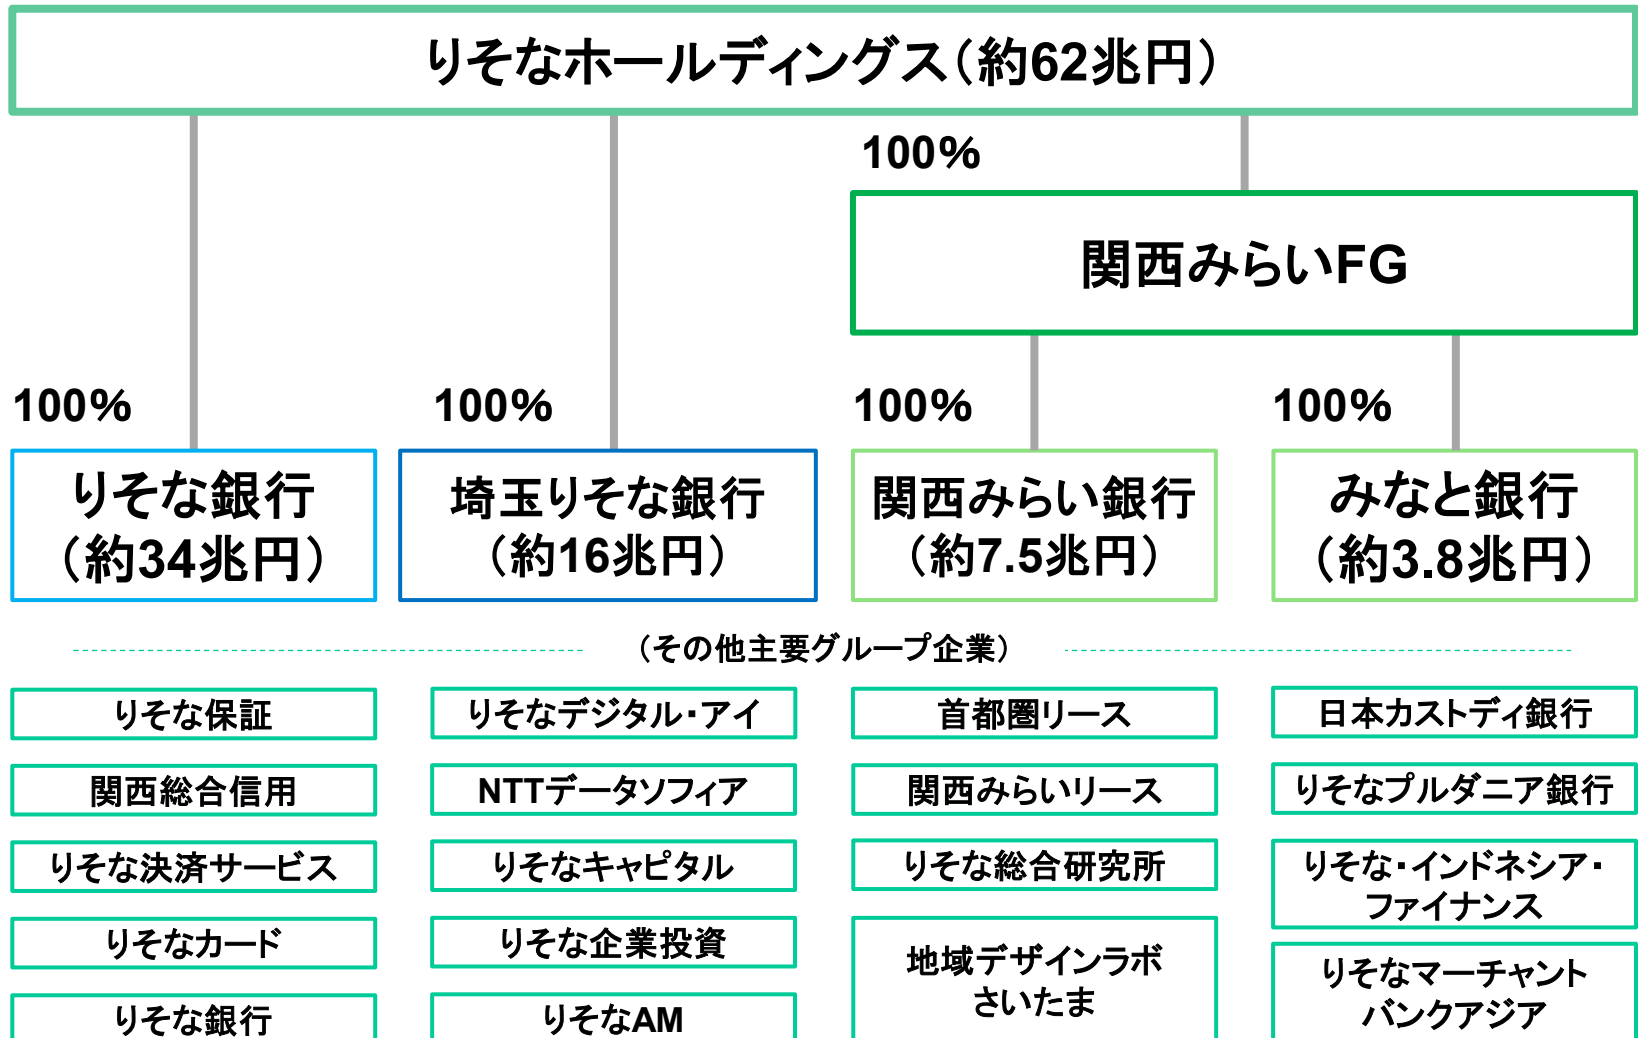 りそなホールディングス（約62兆円）
100%
関西みらいFG
100%
100%
100%
100%
りそな銀行
（約34兆円）
埼玉りそな銀行
（約16兆円）
関西みらい銀行
（約7.5兆円）
みなと銀行
（約3.8兆円）
（その他主要グループ企業）
りそな保証
りそなデジタル・アイ
首都圏リース
日本カストディ銀行
関西総合信用
NTTデータソフィア
関西みらいリース
りそなプルダニア銀行
りそな決済サービス
りそなキャピタル
りそな総合研究所
りそな・インドネシア・
ファイナンス
りそなカード
りそな企業投資
地域デザインラボ
さいたま
りそなマーチャント
バンクアジア
りそな銀行
りそなAM